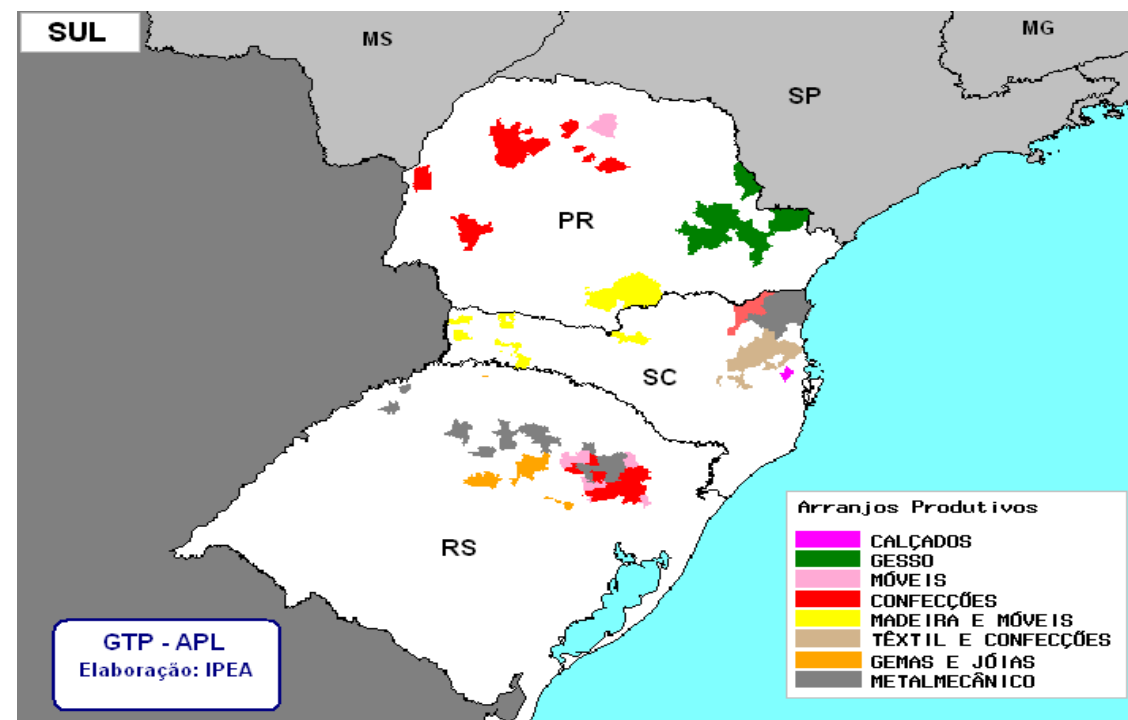 SUL
MS
MG
SP
PR
SC
RS
Arranjos Produtivos
CALÇADOS
GESSO
MÓVEIS
CONFECÇÕES
MADEIRA E MÓVEIS
TÊXTIL E CONFECÇÕES
GEMAS E JÓIAS
METALMECÂNICO
GTP - APL
Elaboração: IPEA